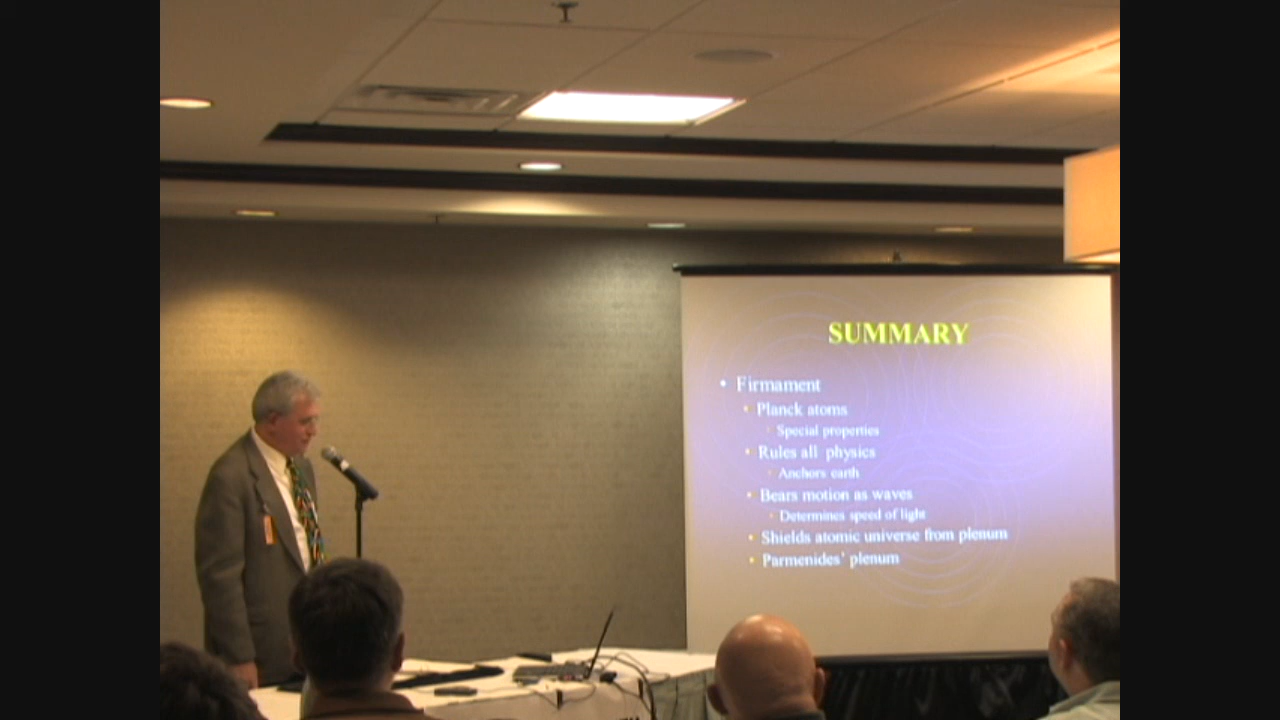 SUMMARY
• Firmament
• Planck atoms
• Special properties
• Rules all physics
• Anchors earth
• Bears motion as waves
• Determines speed of light
• Shields atomic universe from plenum
• Parmenides' plenum